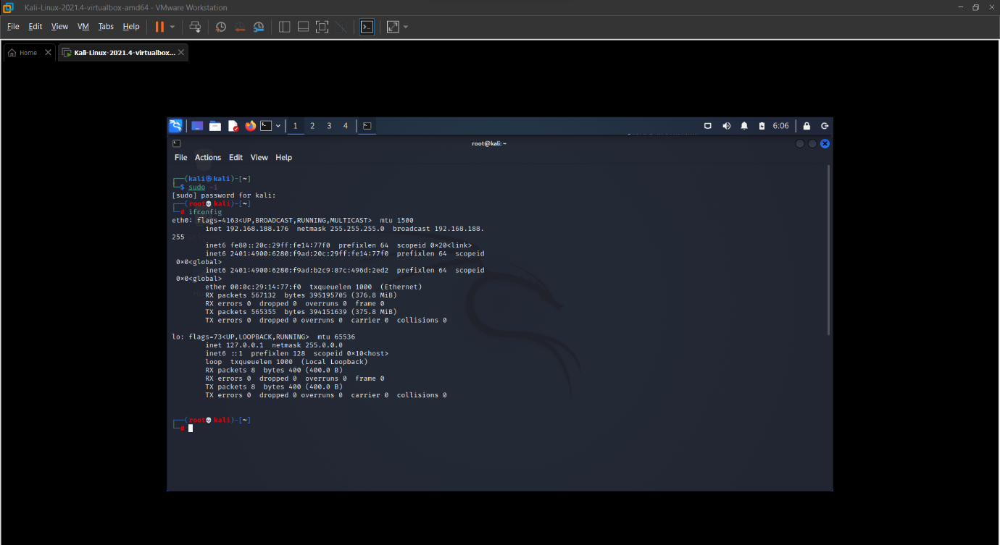 Kali-Linux-2021.4-virtualbox-amd64 - VMware Workstation
File Edit View VM Tabs Help
Home Kali-Linux-2021.4-virtualbox...
1 2 3 4 6:06
root@kali: ~
File Actions Edit View Help
┌──(kali㉿kali)-[~]
└─$ sudo -i
[sudo] password for kali:
┌──(root💀kali)-[~]
└─# ifconfig
eth0: flags=4163<UP,BROADCAST,RUNNING,MULTICAST> mtu 1500
inet 192.168.188.176 netmask 255.255.255.0 broadcast 192.168.188.
255
inet6 fe80::20c:29ff:fe14:77f0 prefixlen 64 scopeid 0×20<link>
inet6 2401:4900:6280:f9ad:20c:29ff:fe14:77f0 prefixlen 64 scopeid
0×0<global>
inet6 2401:4900:6280:f9ad:b2c9:87c:496d:2ed2 prefixlen 64 scopeid
0×0<global>
ether 00:0c:29:14:77:f0 txqueuelen 1000 (Ethernet)
RX packets 567132 bytes 395195705 (376.8 MiB)
RX errors 0 dropped 0 overruns 0 frame 0
TX packets 565355 bytes 394151639 (375.8 MiB)
TX errors 0 dropped 0 overruns 0 carrier 0 collisions 0
lo: flags=73<UP,LOOPBACK,RUNNING> mtu 65536
inet 127.0.0.1 netmask 255.0.0.0
inet6 ::1 prefixlen 128 scopeid 0×10<host>
loop txqueuelen 1000 (Local Loopback)
RX packets 8 bytes 400 (400.0 B)
RX errors 0 dropped 0 overruns 0 frame 0
TX packets 8 bytes 400 (400.0 B)
TX errors 0 dropped 0 overruns 0 carrier 0 collisions 0
┌──(root💀kali)-[~]
└─#